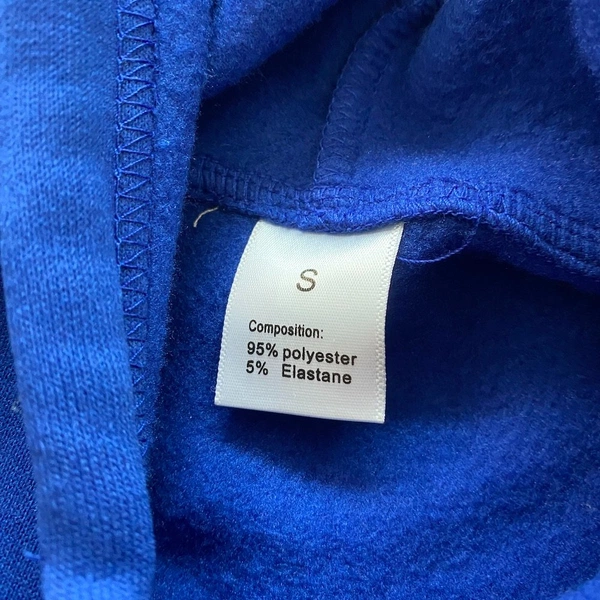 S
Composition:
95% polyester
5% Elastane